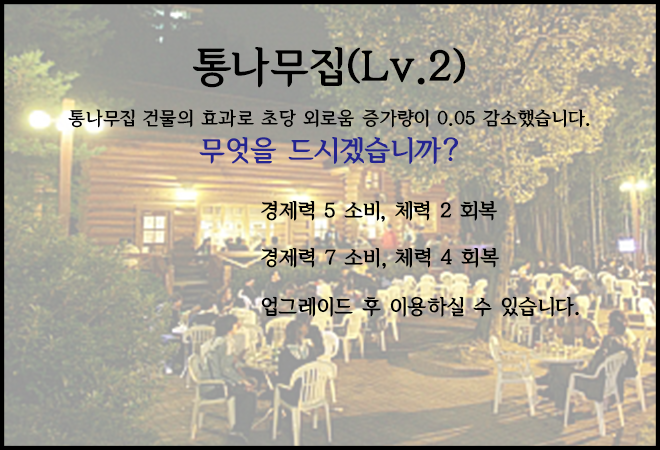 통나무집(Lv.2)
통나무집 건물의 효과로 초당 외로움 증가량이 0.05 감소했습니다.
무엇을 드시겠습니까?
경제력 5 소비, 체력 2 회복
경제력 7 소비, 체력 4 회복
업그레이드 후 이용하실 수 있습니다.